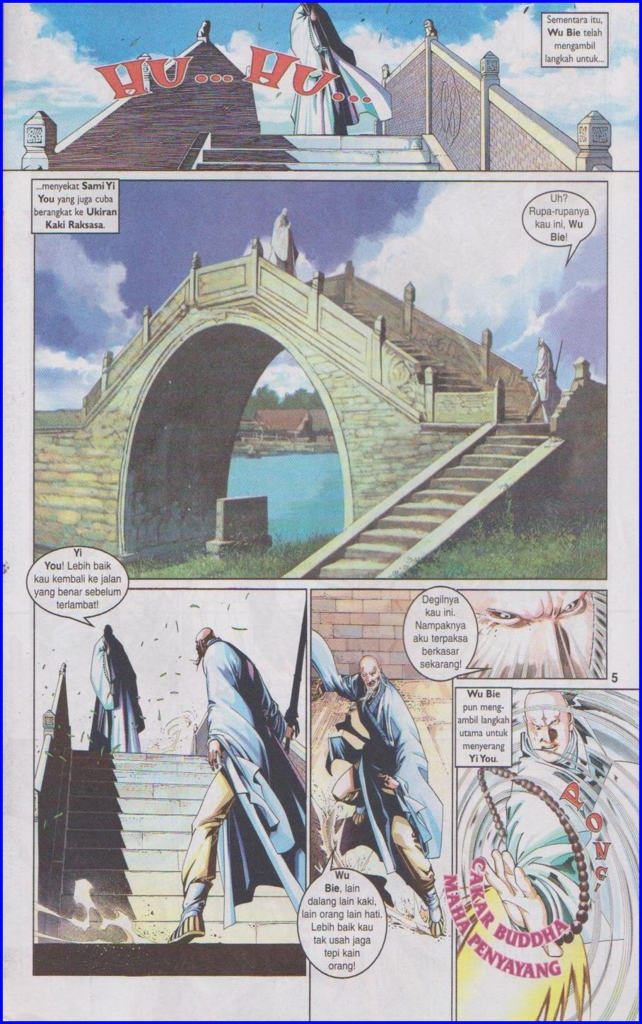 Sementara itu,
Wu Bie telah
mengambil
langkah untuk...
HU... HU...
...menyekat Sami Yi
You yang juga cuba
berangkat ke Ukiran
Kaki Raksasa.
Uh?
Rupa-rupanya
kau ini, Wu
Bie!
Yi
You! Lebih baik
kau kembali ke jalan
yang benar sebelum
terlambat!
Degilnya
kau ini.
Nampaknya
aku terpaksa
berkasar
sekarang!
5
Wu
Bie, lain
dalang lain kaki,
lain orang lain hati.
Lebih baik kau
tak usah jaga
tepi kain
orang!
Wu Bie
pun meng-
ambil langkah
utama untuk
menyerang
Yi You.
PONG!
CAKAR BUDDHA
MAHA PENYAYANG